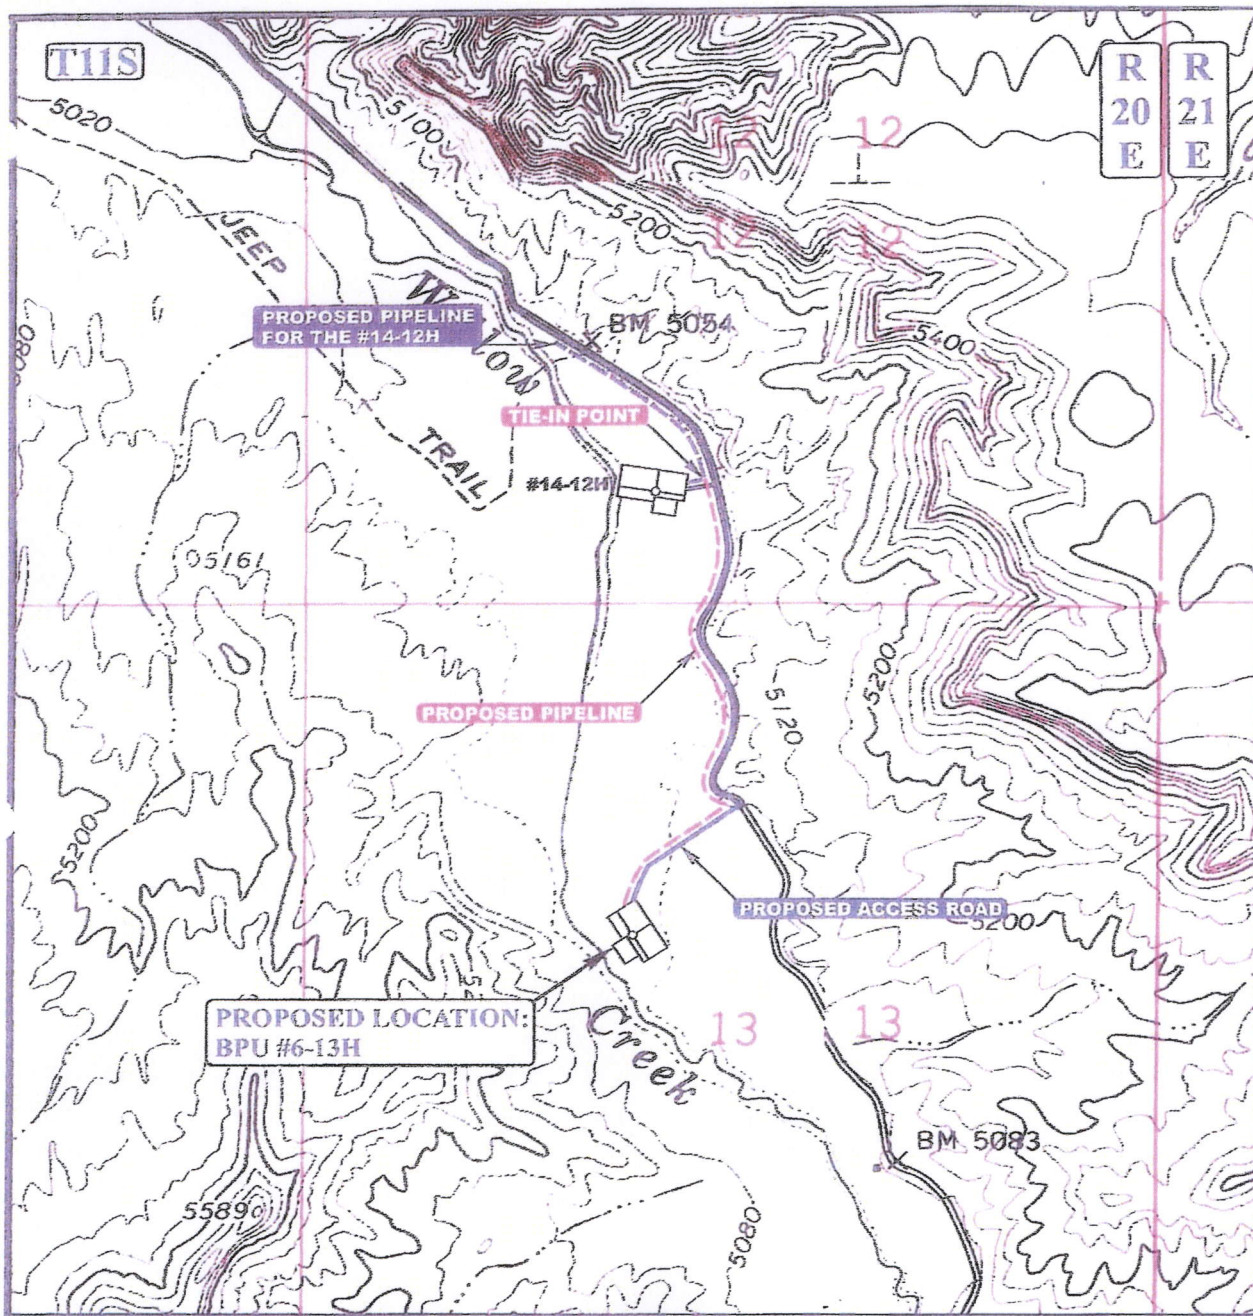 T11S
R
20
E
R
21
E
5020
5100
12
12
5200
12
12
JEEP
TRAIL
Willow
PROPOSED PIPELINE
FOR THE #14-12H
BM 5054
5400
5080
TIE-IN POINT
#14-12H
5161
5200
5120
PROPOSED PIPELINE
5200
PROPOSED ACCESS ROAD
5200
PROPOSED LOCATION:
BPU #6-13H
Creek
13
13
BM 5083
5589
5080